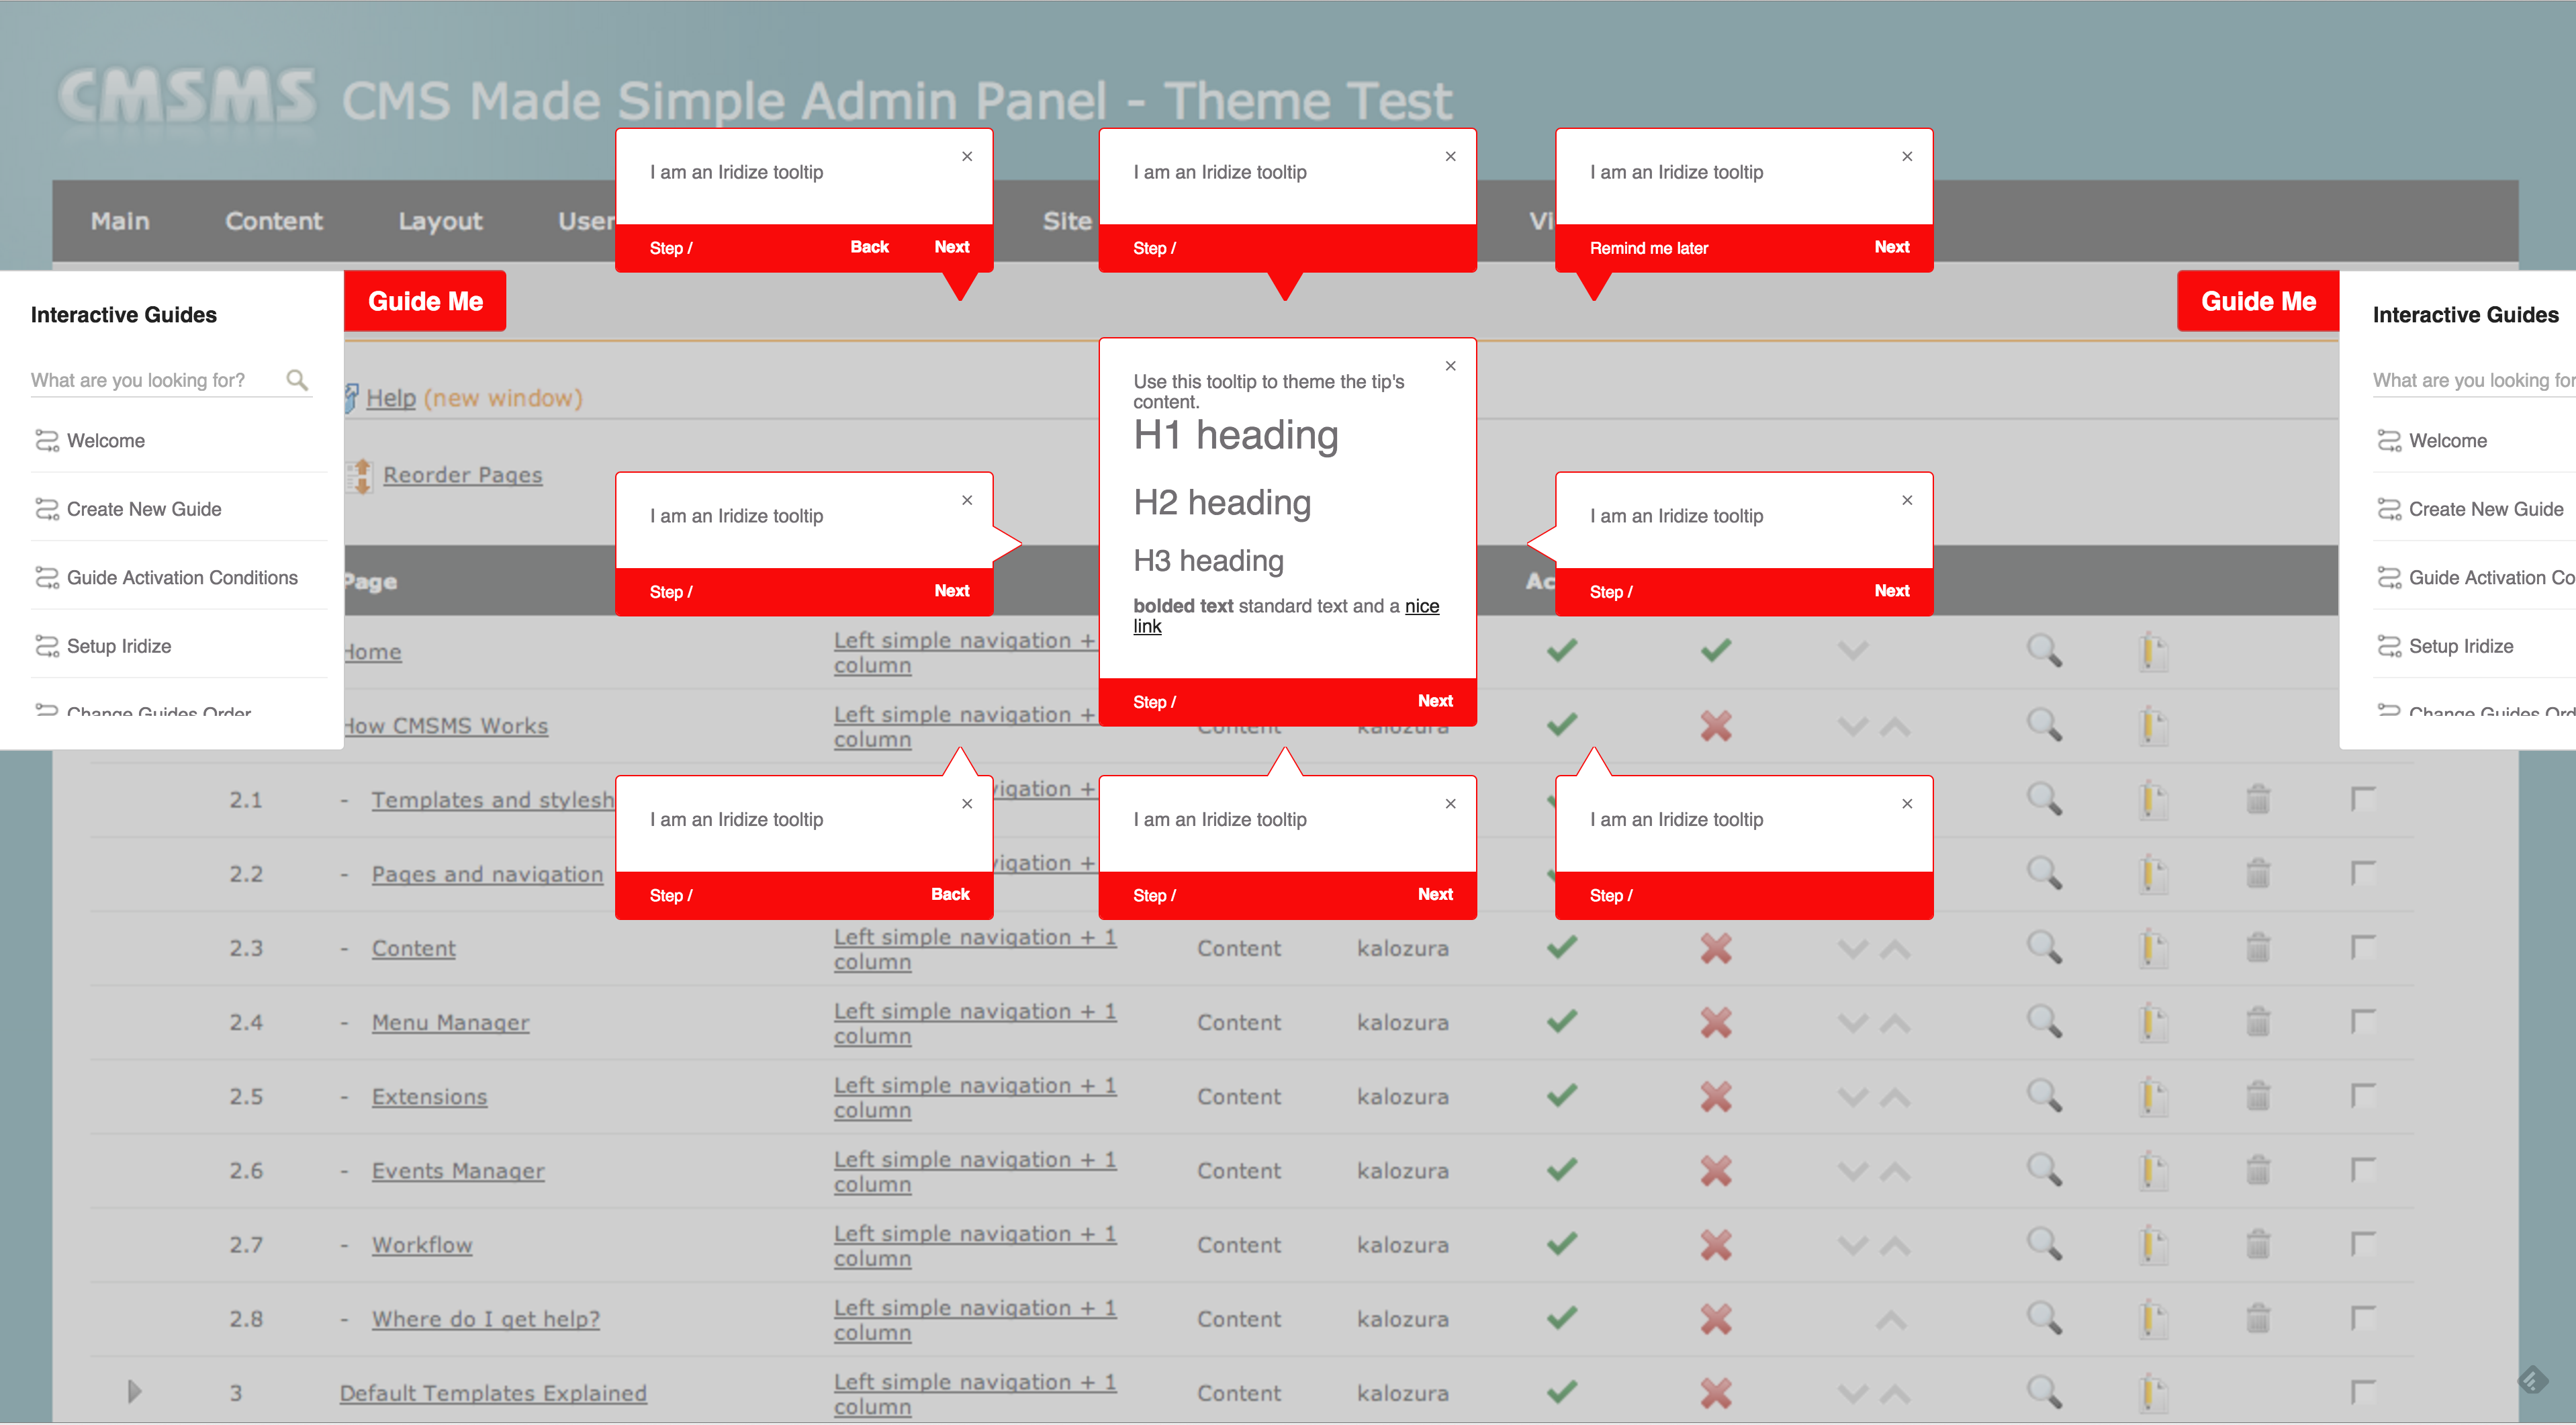 CMSMS CMS Made Simple Admin Panel - Theme Test
I am an Iridize tooltip
Step / Back Next
I am an Iridize tooltip
Step /
I am an Iridize tooltip
Remind me later Next
Main Content Layout User Site Vi
Guide Me
Guide Me
Interactive Guides
What are you looking for?
Welcome
Create New Guide
Guide Activation Conditions
Setup Iridize
Change Guides Order
Interactive Guides
What are you looking for
Welcome
Create New Guide
Guide Activation Co
Setup Iridize
Change Guides Ord
Help (new window)
Reorder Pages
I am an Iridize tooltip
Step / Next
Use this tooltip to theme the tip's
content.
H1 heading
H2 heading
H3 heading
bolded text standard text and a nice
link
Step / Next
I am an Iridize tooltip
Step / Next
Page Ac
Home Left simple navigation +
column
How CMSMS Works Left simple navigation +
column Content kalozura
I am an Iridize tooltip
Step / Back
I am an Iridize tooltip
Step / Next
I am an Iridize tooltip
Step /
2.1 - Templates and stylesh vigation +
2.2 - Pages and navigation vigation +
2.3 - Content Left simple navigation + 1
column Content kalozura
2.4 - Menu Manager Left simple navigation + 1
column Content kalozura
2.5 - Extensions Left simple navigation + 1
column Content kalozura
2.6 - Events Manager Left simple navigation + 1
column Content kalozura
2.7 - Workflow Left simple navigation + 1
column Content kalozura
2.8 - Where do I get help? Left simple navigation + 1
column Content kalozura
3 Default Templates Explained Left simple navigation + 1
column Content kalozura